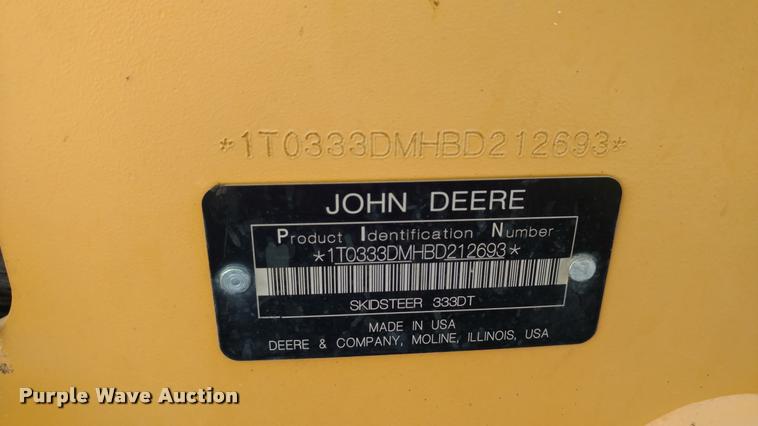 *1T0333DMHBD212693*
JOHN DEERE
Product Identification Number
*1T0333DMHBD212693*
SKIDSTEER 333DT
MADE IN USA
DEERE & COMPANY, MOLINE, ILLINOIS, USA
Purple Wave Auction